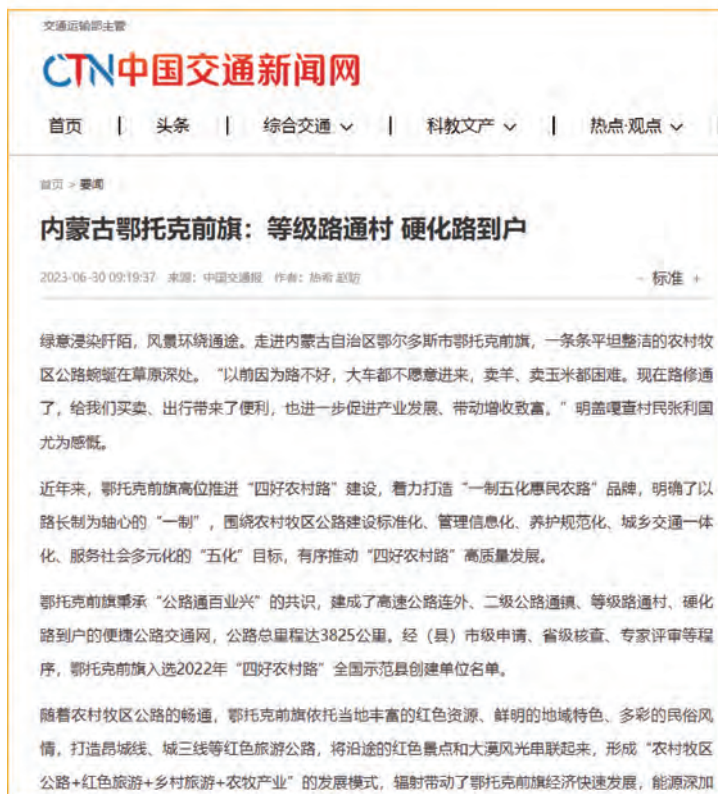 交通运输部主管
CTN中国交通新闻网
首页 | 头条 | 综合交通 | 科教文产 | 热点·观点
首页 > 要闻
内蒙古鄂托克前旗：等级路通村 硬化路到户
2023-06-30 09:19:37 来源：中国交通报 作者：热希 赵昉
- 标准 +
绿意浸染阡陌，风景环绕通途。走进内蒙古自治区鄂尔多斯市鄂托克前旗，一条条平坦整洁的农村牧
区公路蜿蜒在草原深处。“以前因为路不好，大车都不愿意进来，卖羊、卖玉米都困难。现在路修通
了，给我们买卖、出行带来了便利，也进一步促进产业发展、带动增收致富。”明盖嘎查村民张利国
尤为感慨。
近年来，鄂托克前旗高位推进“四好农村路”建设，着力打造“一制五化惠民农路”品牌，明确了以
路长制为轴心的“一制”，围绕农村牧区公路建设标准化、管理信息化、养护规范化、城乡交通一体
化、服务社会多元化的“五化”目标，有序推动“四好农村路”高质量发展。
鄂托克前旗秉承“公路通百业兴”的共识，建成了高速公路连外、二级公路通镇、等级路通村、硬化
路到户的便捷公路交通网，公路总里程达3825公里。经（县）市级申请、省级核查、专家评审等程
序，鄂托克前旗入选2022年“四好农村路”全国示范县创建单位名单。
随着农村牧区公路的畅通，鄂托克前旗依托当地丰富的红色资源、鲜明的地域特色、多彩的民俗风
情，打造昂城线、城三线等红色旅游公路，将沿途的红色景点和大漠风光串联起来，形成“农村牧区
公路+红色旅游+乡村旅游+农牧产业”的发展模式，辐射带动了鄂托克前旗经济快速发展，能源深加